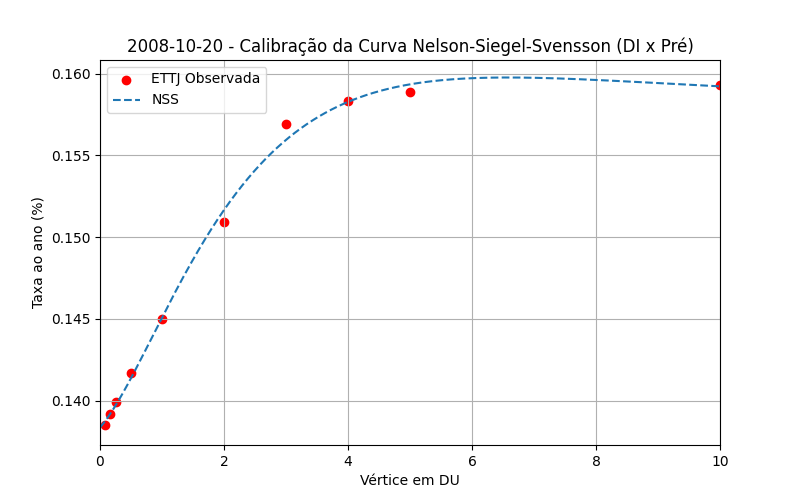 2008-10-20 - Calibração da Curva Nelson-Siegel-Svensson (DI x Pré)
ETTJ Observada
NSS
Taxa ao ano (%)
0.160
0.155
0.150
0.145
0.140
0 2 4 6 8 10
Vértice em DU